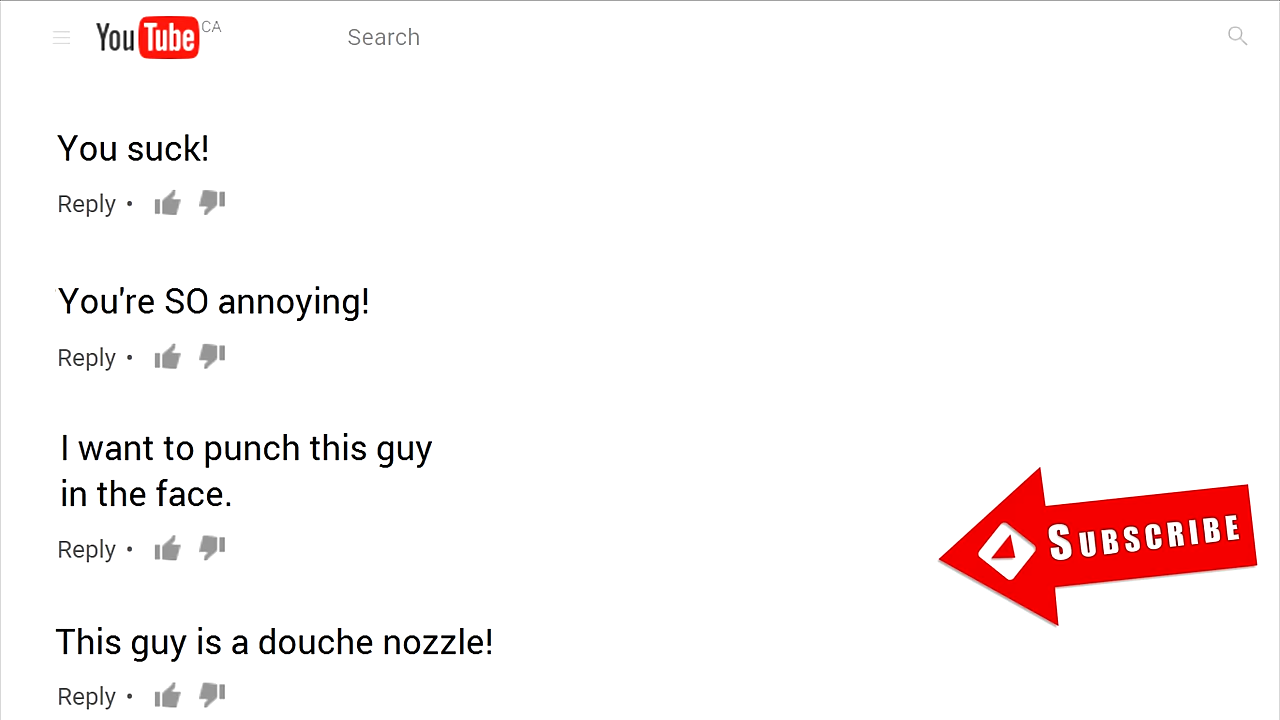 YouTube CA
Search
You suck!
Reply •
You're SO annoying!
Reply •
I want to punch this guy
in the face.
Reply •
SUBSCRIBE
This guy is a douche nozzle!
Reply •